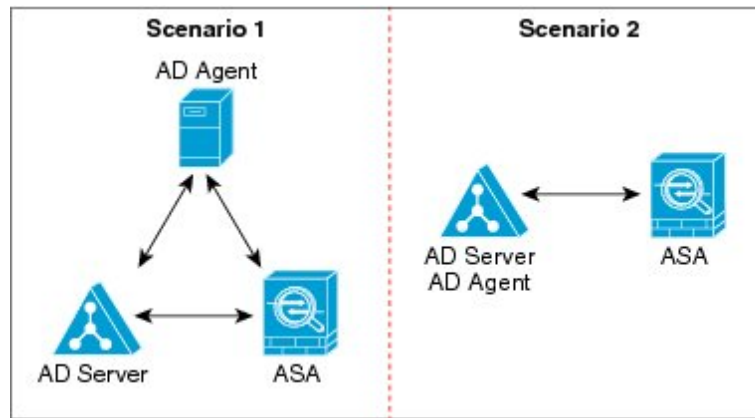 Scenario 1
AD Agent
AD Server
ASA
Scenario 2
AD Server
AD Agent
ASA